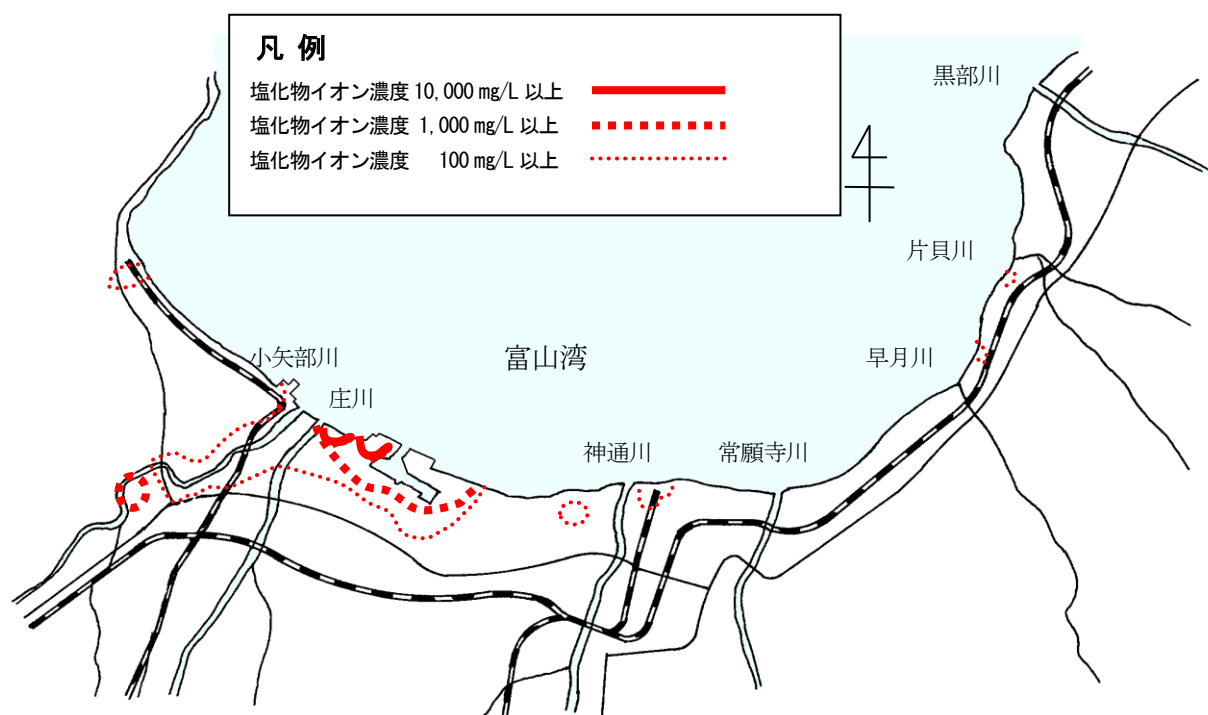 凡 例
塩化物イオン濃度 10,000 mg/L 以上
塩化物イオン濃度 1,000 mg/L 以上
塩化物イオン濃度 100 mg/L 以上
黒部川
片貝川
小矢部川
富山湾
早月川
庄川
神通川
常願寺川